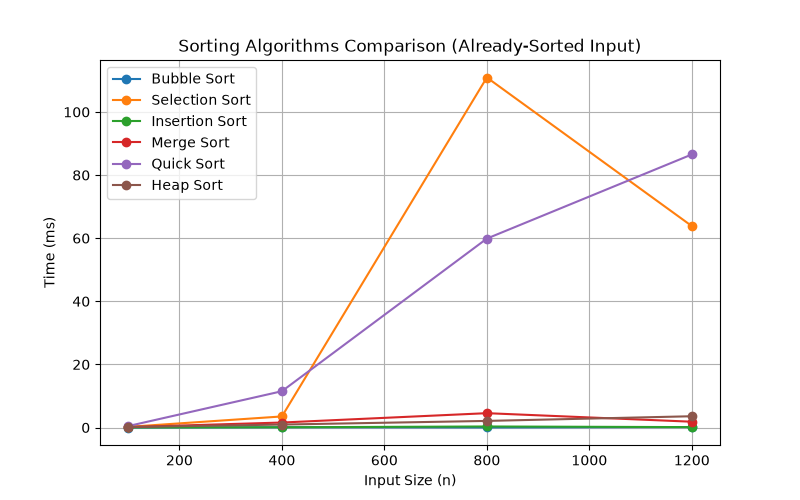 Sorting Algorithms Comparison (Already-Sorted Input)
Bubble Sort
Selection Sort
Insertion Sort
Merge Sort
Quick Sort
Heap Sort
Time (ms)
100
80
60
40
20
0
200 400 600 800 1000 1200
Input Size (n)